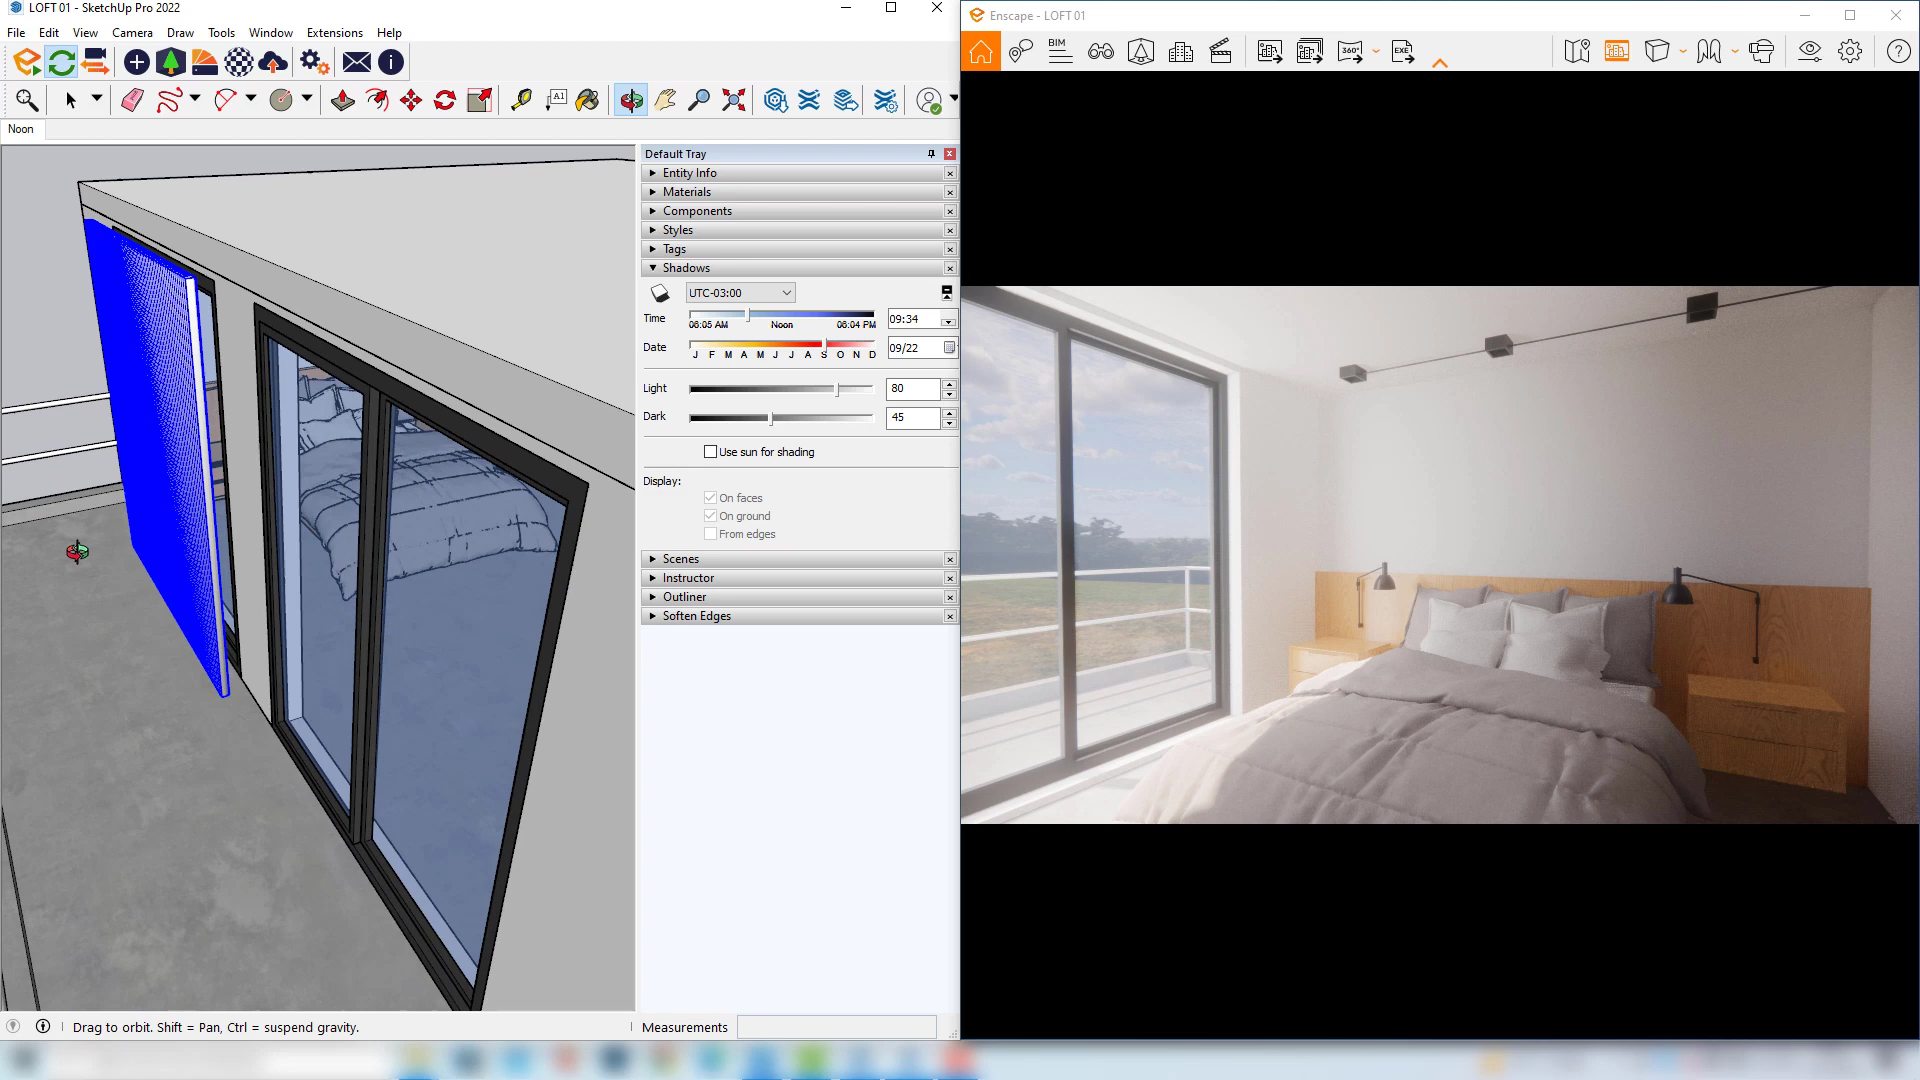 LOFT 01 - SketchUp Pro 2022
File Edit View Camera Draw Tools Window Extensions Help
A1
Noon
Default Tray
Entity Info
Materials
Components
Styles
Tags
Shadows
UTC-03:00
Time
06:05 AM Noon 06:04 PM
09:34
Date
J F M A M J J A S O N D
09/22
Light
80
Dark
45
Use sun for shading
Display:
On faces
On ground
From edges
Scenes
Instructor
Outliner
Soften Edges
Drag to orbit. Shift = Pan, Ctrl = suspend gravity.
Measurements
Enscape - LOFT 01
BIM
360°
EXE